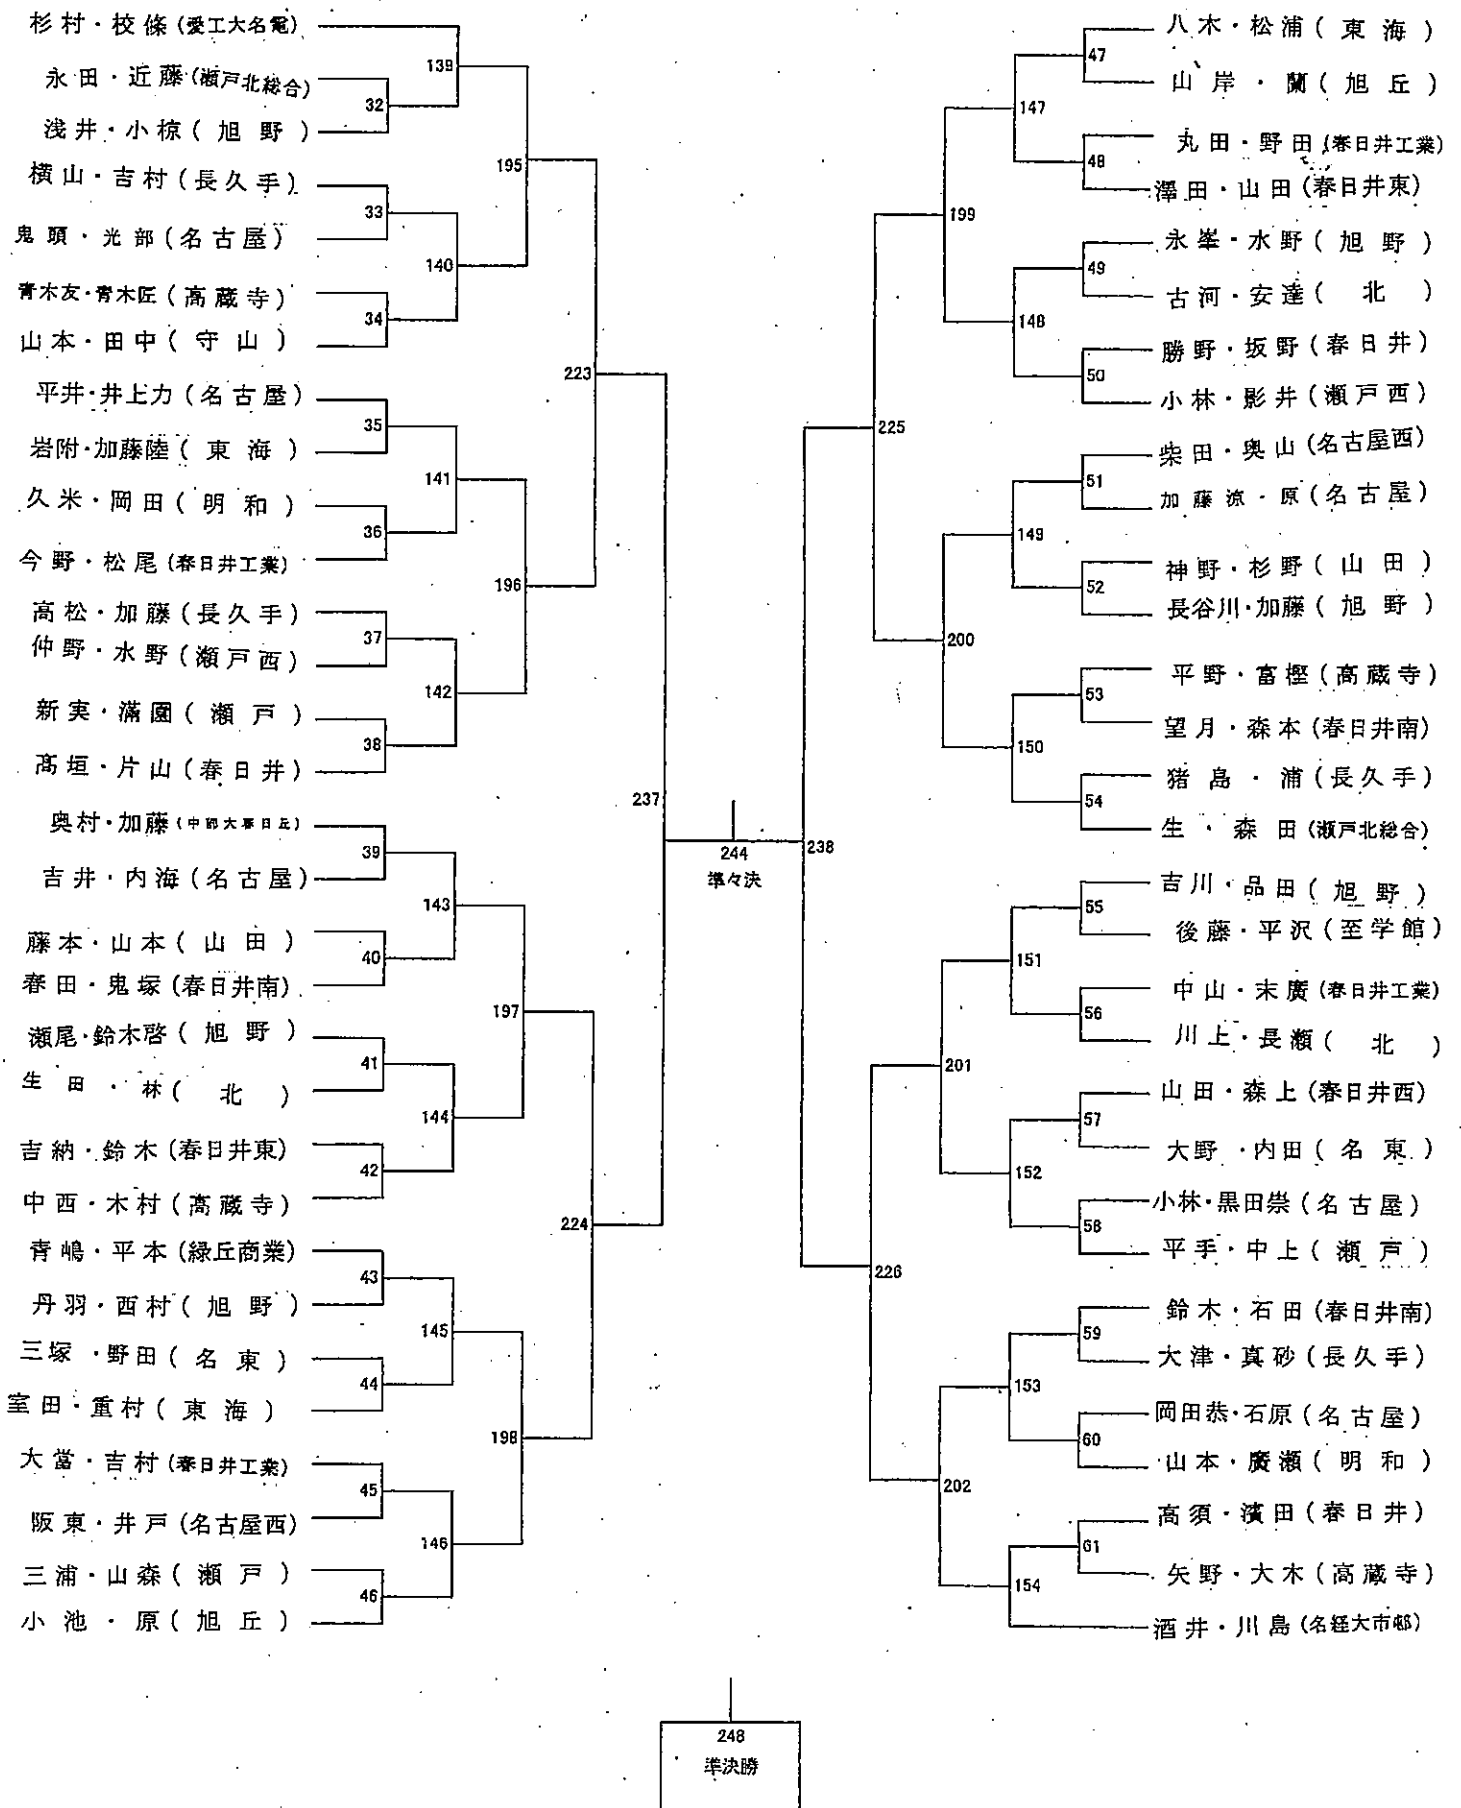 杉村・校條(愛工大名電)
永田・近藤(瀬戸北総合)
浅井・小椋(旭野)
横山・吉村(長久手)
鬼頭・光部(名古屋)
青木友・青木匠(高蔵寺)
山本・田中(守山)
平井・井上力(名古屋)
岩附・加藤陸(東海)
久米・岡田(明和)
今野・松尾(春日井工業)
高松・加藤(長久手)
仲野・水野(瀬戸西)
新実・満園(瀬戸)
髙垣・片山(春日井)
奥村・加藤(中部大春日丘)
吉井・内海(名古屋)
藤本・山本(山田)
春田・鬼塚(春日井南)
瀬尾・鈴木啓(旭野)
生田・林(北)
吉納・鈴木(春日井東)
中西・木村(高蔵寺)
青嶋・平本(緑丘商業)
丹羽・西村(旭野)
三塚・野田(名東)
室田・重村(東海)
大當・吉村(春日井工業)
阪東・井戸(名古屋西)
三浦・山森(瀬戸)
小池・原(旭丘)
32
33
34
35
36
37
38
39
40
41
42
43
44
45
46
139
140
141
142
143
144
145
146
195
196
197
198
223
224
237
244
準々決
238
225
226
199
200
201
202
147
148
149
150
151
152
153
154
47
48
49
50
51
52
53
54
55
56
57
58
59
60
61
八木・松浦(東海)
山岸・蘭(旭丘)
丸田・野田(春日井工業)
澤田・山田(春日井東)
永峯・水野(旭野)
古河・安達(北)
勝野・坂野(春日井)
小林・影井(瀬戸西)
柴田・奥山(名古屋西)
加藤涼・原(名古屋)
神野・杉野(山田)
長谷川・加藤(旭野)
平野・富樫(高蔵寺)
望月・森本(春日井南)
猪島・浦(長久手)
生・森田(瀬戸北総合)
吉川・品田(旭野)
後藤・平沢(至学館)
中山・末廣(春日井工業)
川上・長瀬(北)
山田・森上(春日井西)
大野・内田(名東)
小林・黒田崇(名古屋)
平手・中上(瀬戸)
鈴木・石田(春日井南)
大津・真砂(長久手)
岡田恭・石原(名古屋)
山本・廣瀬(明和)
高須・濱田(春日井)
矢野・大木(高蔵寺)
酒井・川島(名経大市邨)
248
準決勝